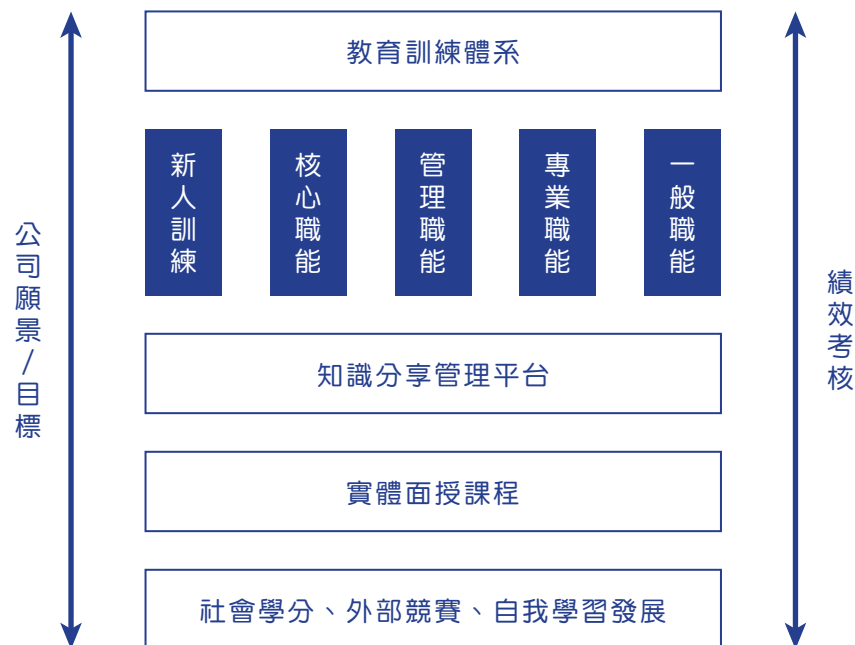 教育訓練體系
新人訓練
核心職能
管理職能
專業職能
一般職能
公司願景/目標
績效考核
知識分享管理平台
實體面授課程
社會學分、外部競賽、自我學習發展